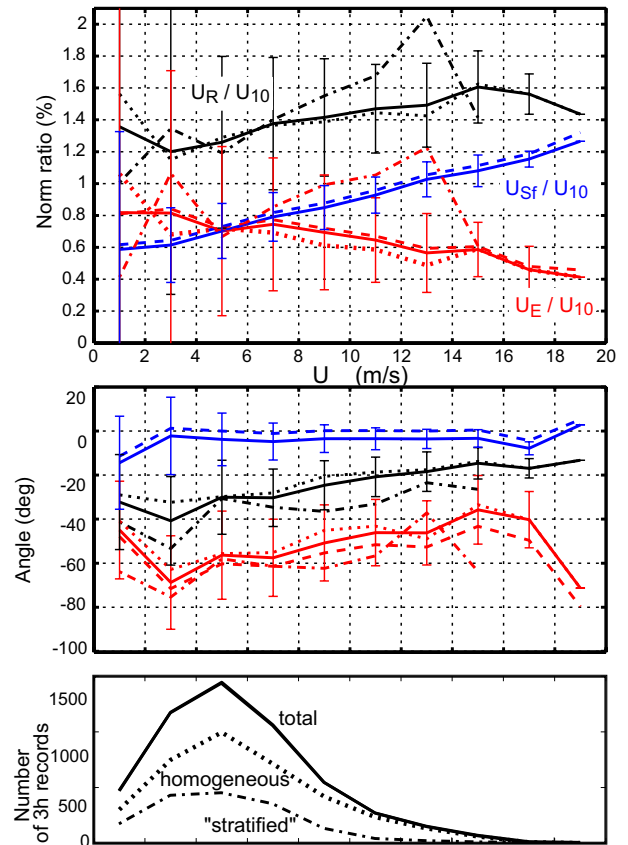 2
1.8
1.6
1.4
1.2
1
0.8
0.6
0.4
0.2
0
Norm ratio (%)
U_R / U_10
U_Sf / U_10
U_E / U_10
0 2 4 6 8 10 12 14 16 18 20
U (m/s)
20
0
-20
-40
-60
-80
-100
Angle (deg)
1500
1000
500
0
Number
of 3h records
total
homogeneous
"stratified"